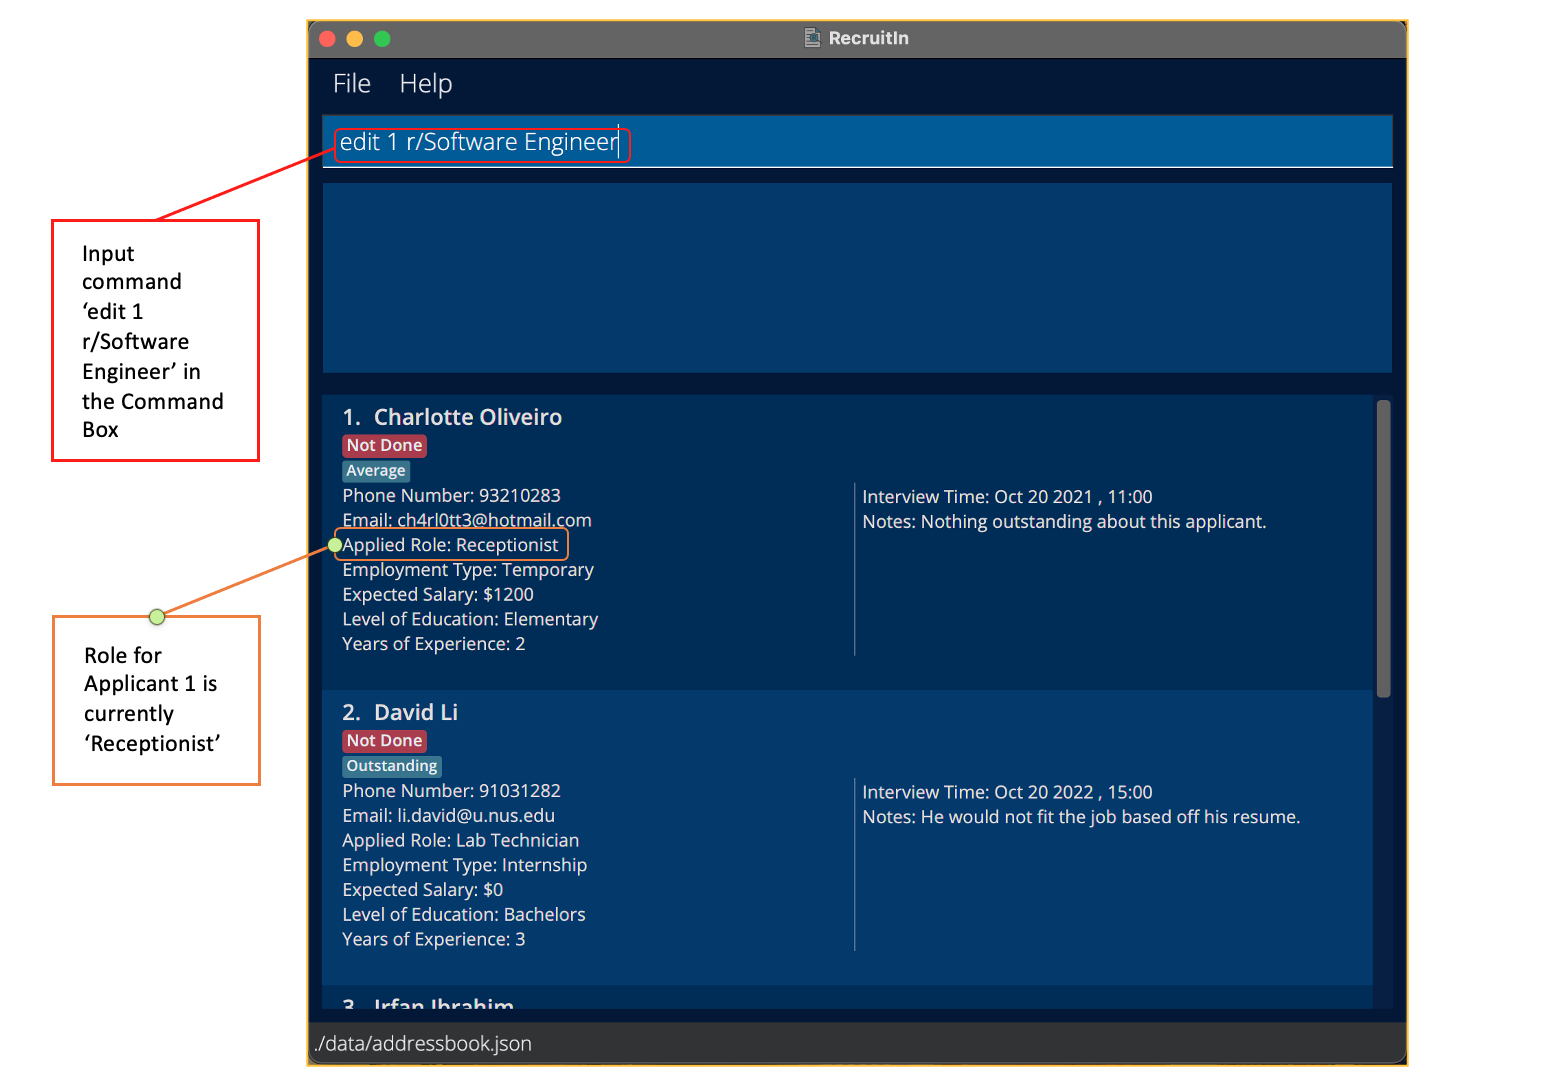 RecruitIn
File Help
edit 1 r/Software Engineer
Input
command
‘edit 1
r/Software
Engineer’ in
the Command
Box
1. Charlotte Oliveiro
Not Done
Average
Phone Number: 93210283
Email: ch4rl0tt3@hotmail.com
Applied Role: Receptionist
Employment Type: Temporary
Expected Salary: $1200
Level of Education: Elementary
Years of Experience: 2
Interview Time: Oct 20 2021 , 11:00
Notes: Nothing outstanding about this applicant.
Role for
Applicant 1 is
currently
‘Receptionist’
2. David Li
Not Done
Outstanding
Phone Number: 91031282
Email: li.david@u.nus.edu
Applied Role: Lab Technician
Employment Type: Internship
Expected Salary: $0
Level of Education: Bachelors
Years of Experience: 3
Interview Time: Oct 20 2022 , 15:00
Notes: He would not fit the job based off his resume.
3. Irfan Ibrahim
./data/addressbook.json